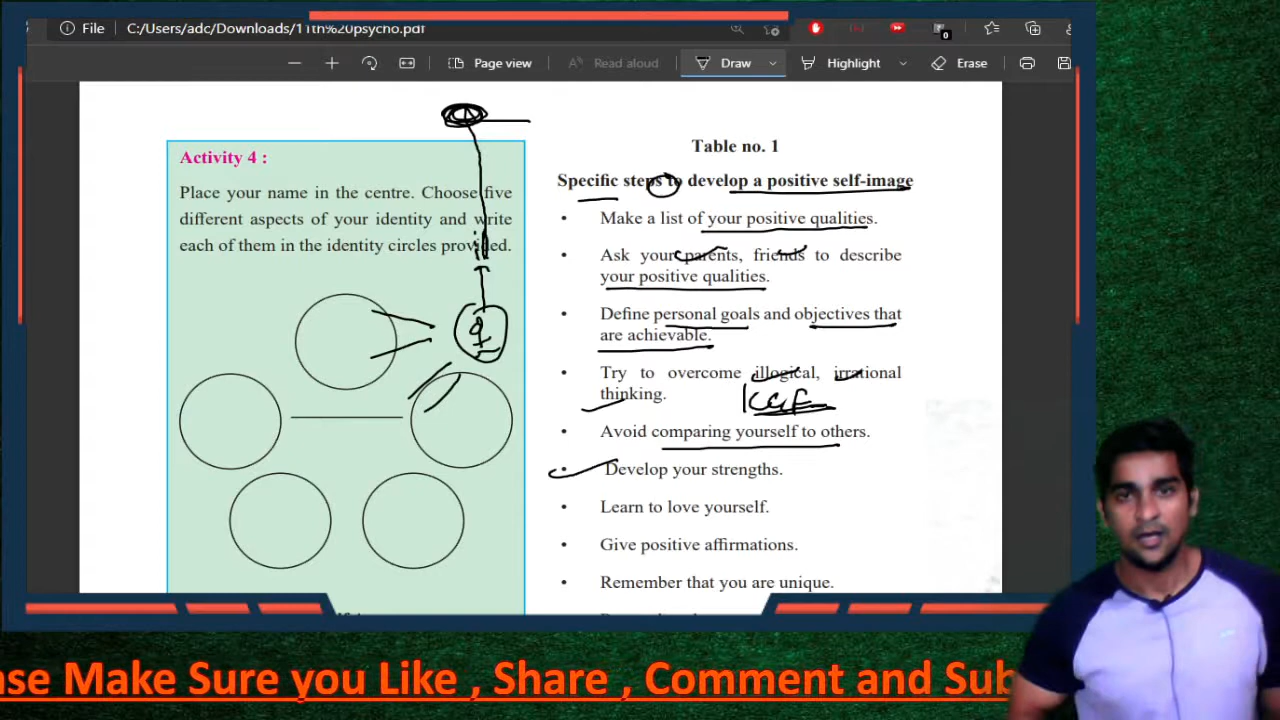 File
C:/Users/adc/Downloads/11th%20psycho.pdf
0
Page view
Read aloud
Draw
Highlight
Erase
Activity 4 :
Place your name in the centre. Choose five
different aspects of your identity and write
each of them in the identity circles provided.
Table no. 1
Specific steps to develop a positive self-image
• Make a list of your positive qualities.
• Ask your parents, friends to describe
your positive qualities.
• Define personal goals and objectives that
are achievable.
• Try to overcome illogical, irrational
thinking.
• Avoid comparing yourself to others.
• Develop your strengths.
• Learn to love yourself.
• Give positive affirmations.
• Remember that you are unique.
ase Make Sure you Like , Share , Comment and Sub